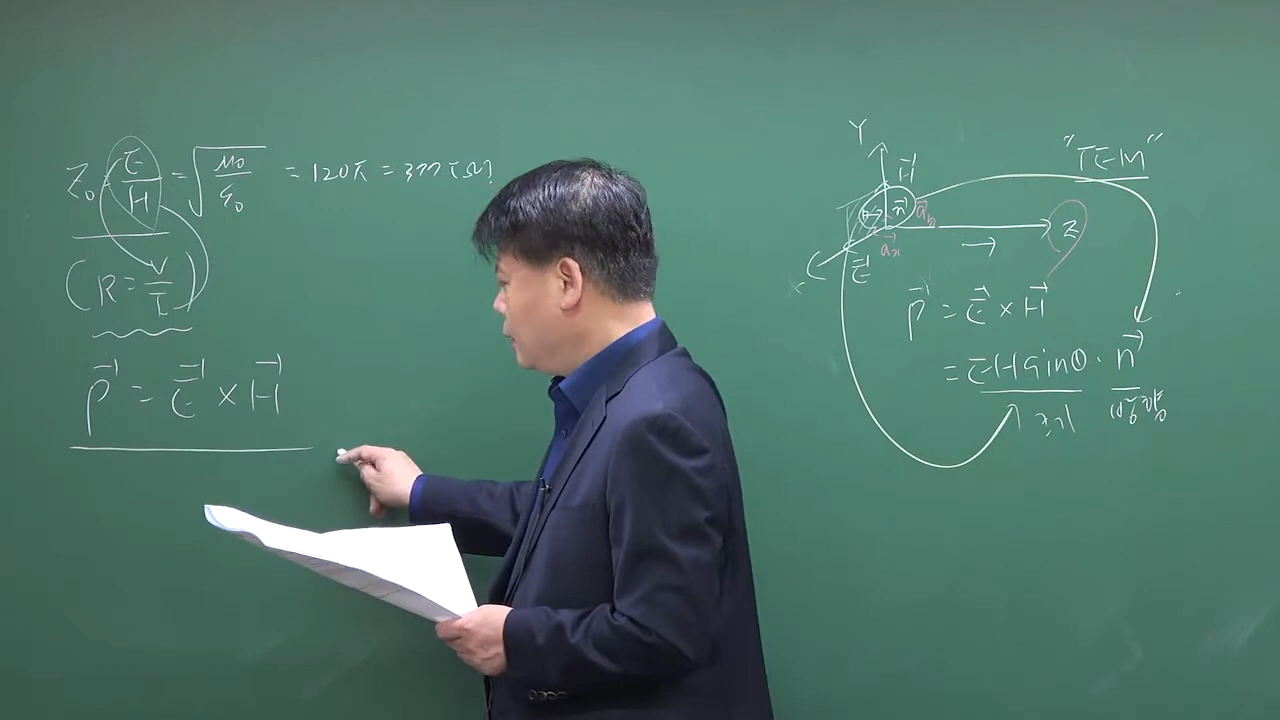 Z₀ = E/H = √(μ₀/ε₀) = 120π = 377[Ω]
(R = V/I)
P⃗ = E⃗ × H⃗
"TEM"
Y
H⃗
n⃗
a⃗ₙ
Z
a⃗ₓ
E⃗
X
P⃗ = E⃗ × H⃗
= EH sinθ · n⃗
크기 방향